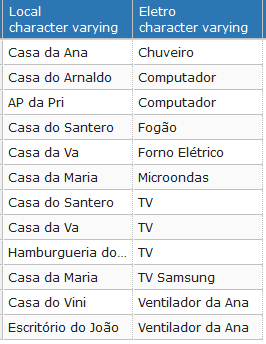 Local Eletro
character varying character varying
Casa da Ana Chuveiro
Casa do Arnaldo Computador
AP da Pri Computador
Casa do Santero Fogão
Casa da Va Forno Elétrico
Casa da Maria Microondas
Casa do Santero TV
Casa da Va TV
Hamburgueria do... TV
Casa da Maria TV Samsung
Casa do Vini Ventilador da Ana
Escritório do João Ventilador da Ana